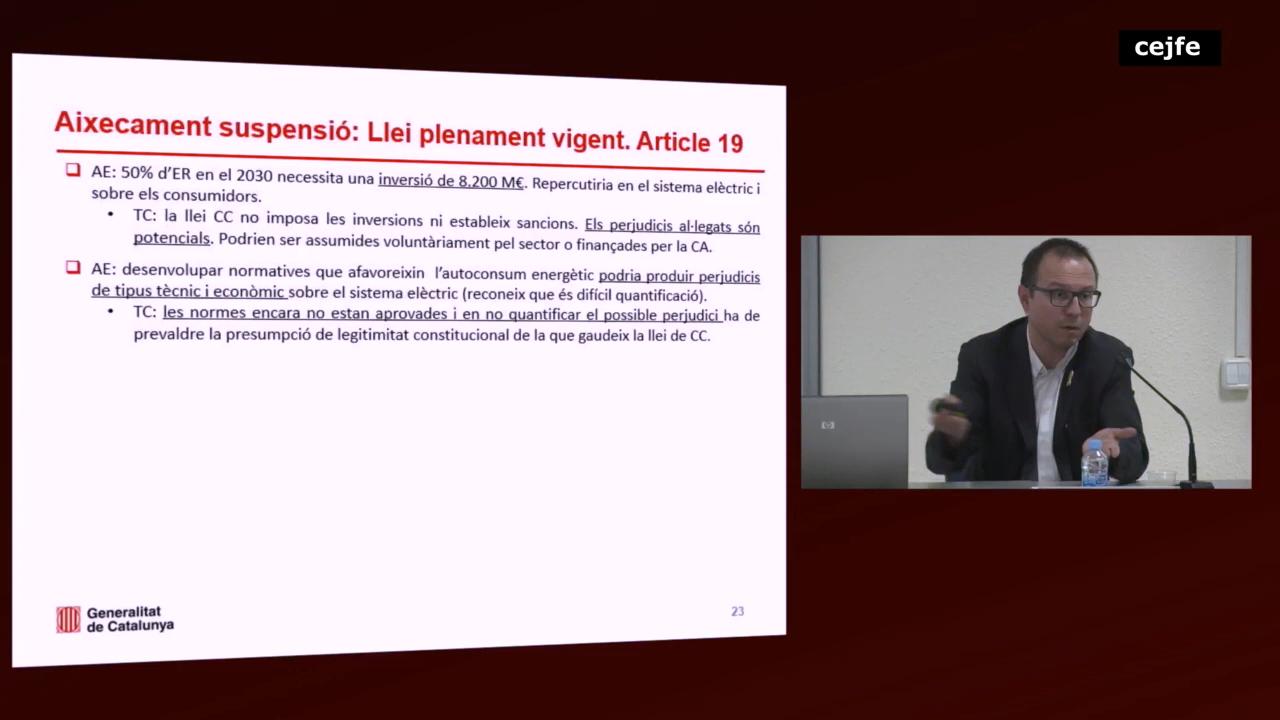 cejfe
Aixecament suspensió: Llei plenament vigent. Article 19
AE: 50% d’ER en el 2030 necessita una inversió de 8.200 M€. Repercutiria en el sistema elèctric i
sobre els consumidors.
• TC: la llei CC no imposa les inversions ni estableix sancions. Els perjudicis al·legats són
potencials. Podrien ser assumides voluntàriament pel sector o finançades per la CA.
AE: desenvolupar normatives que afavoreixin l’autoconsum energètic podria produir perjudicis
de tipus tècnic i econòmic sobre el sistema elèctric (reconeix que és difícil quantificació).
• TC: les normes encara no estan aprovades i en no quantificar el possible perjudici ha de
prevaldre la presumpció de legitimitat constitucional de la que gaudeix la llei de CC.
Generalitat
de Catalunya
23
hp